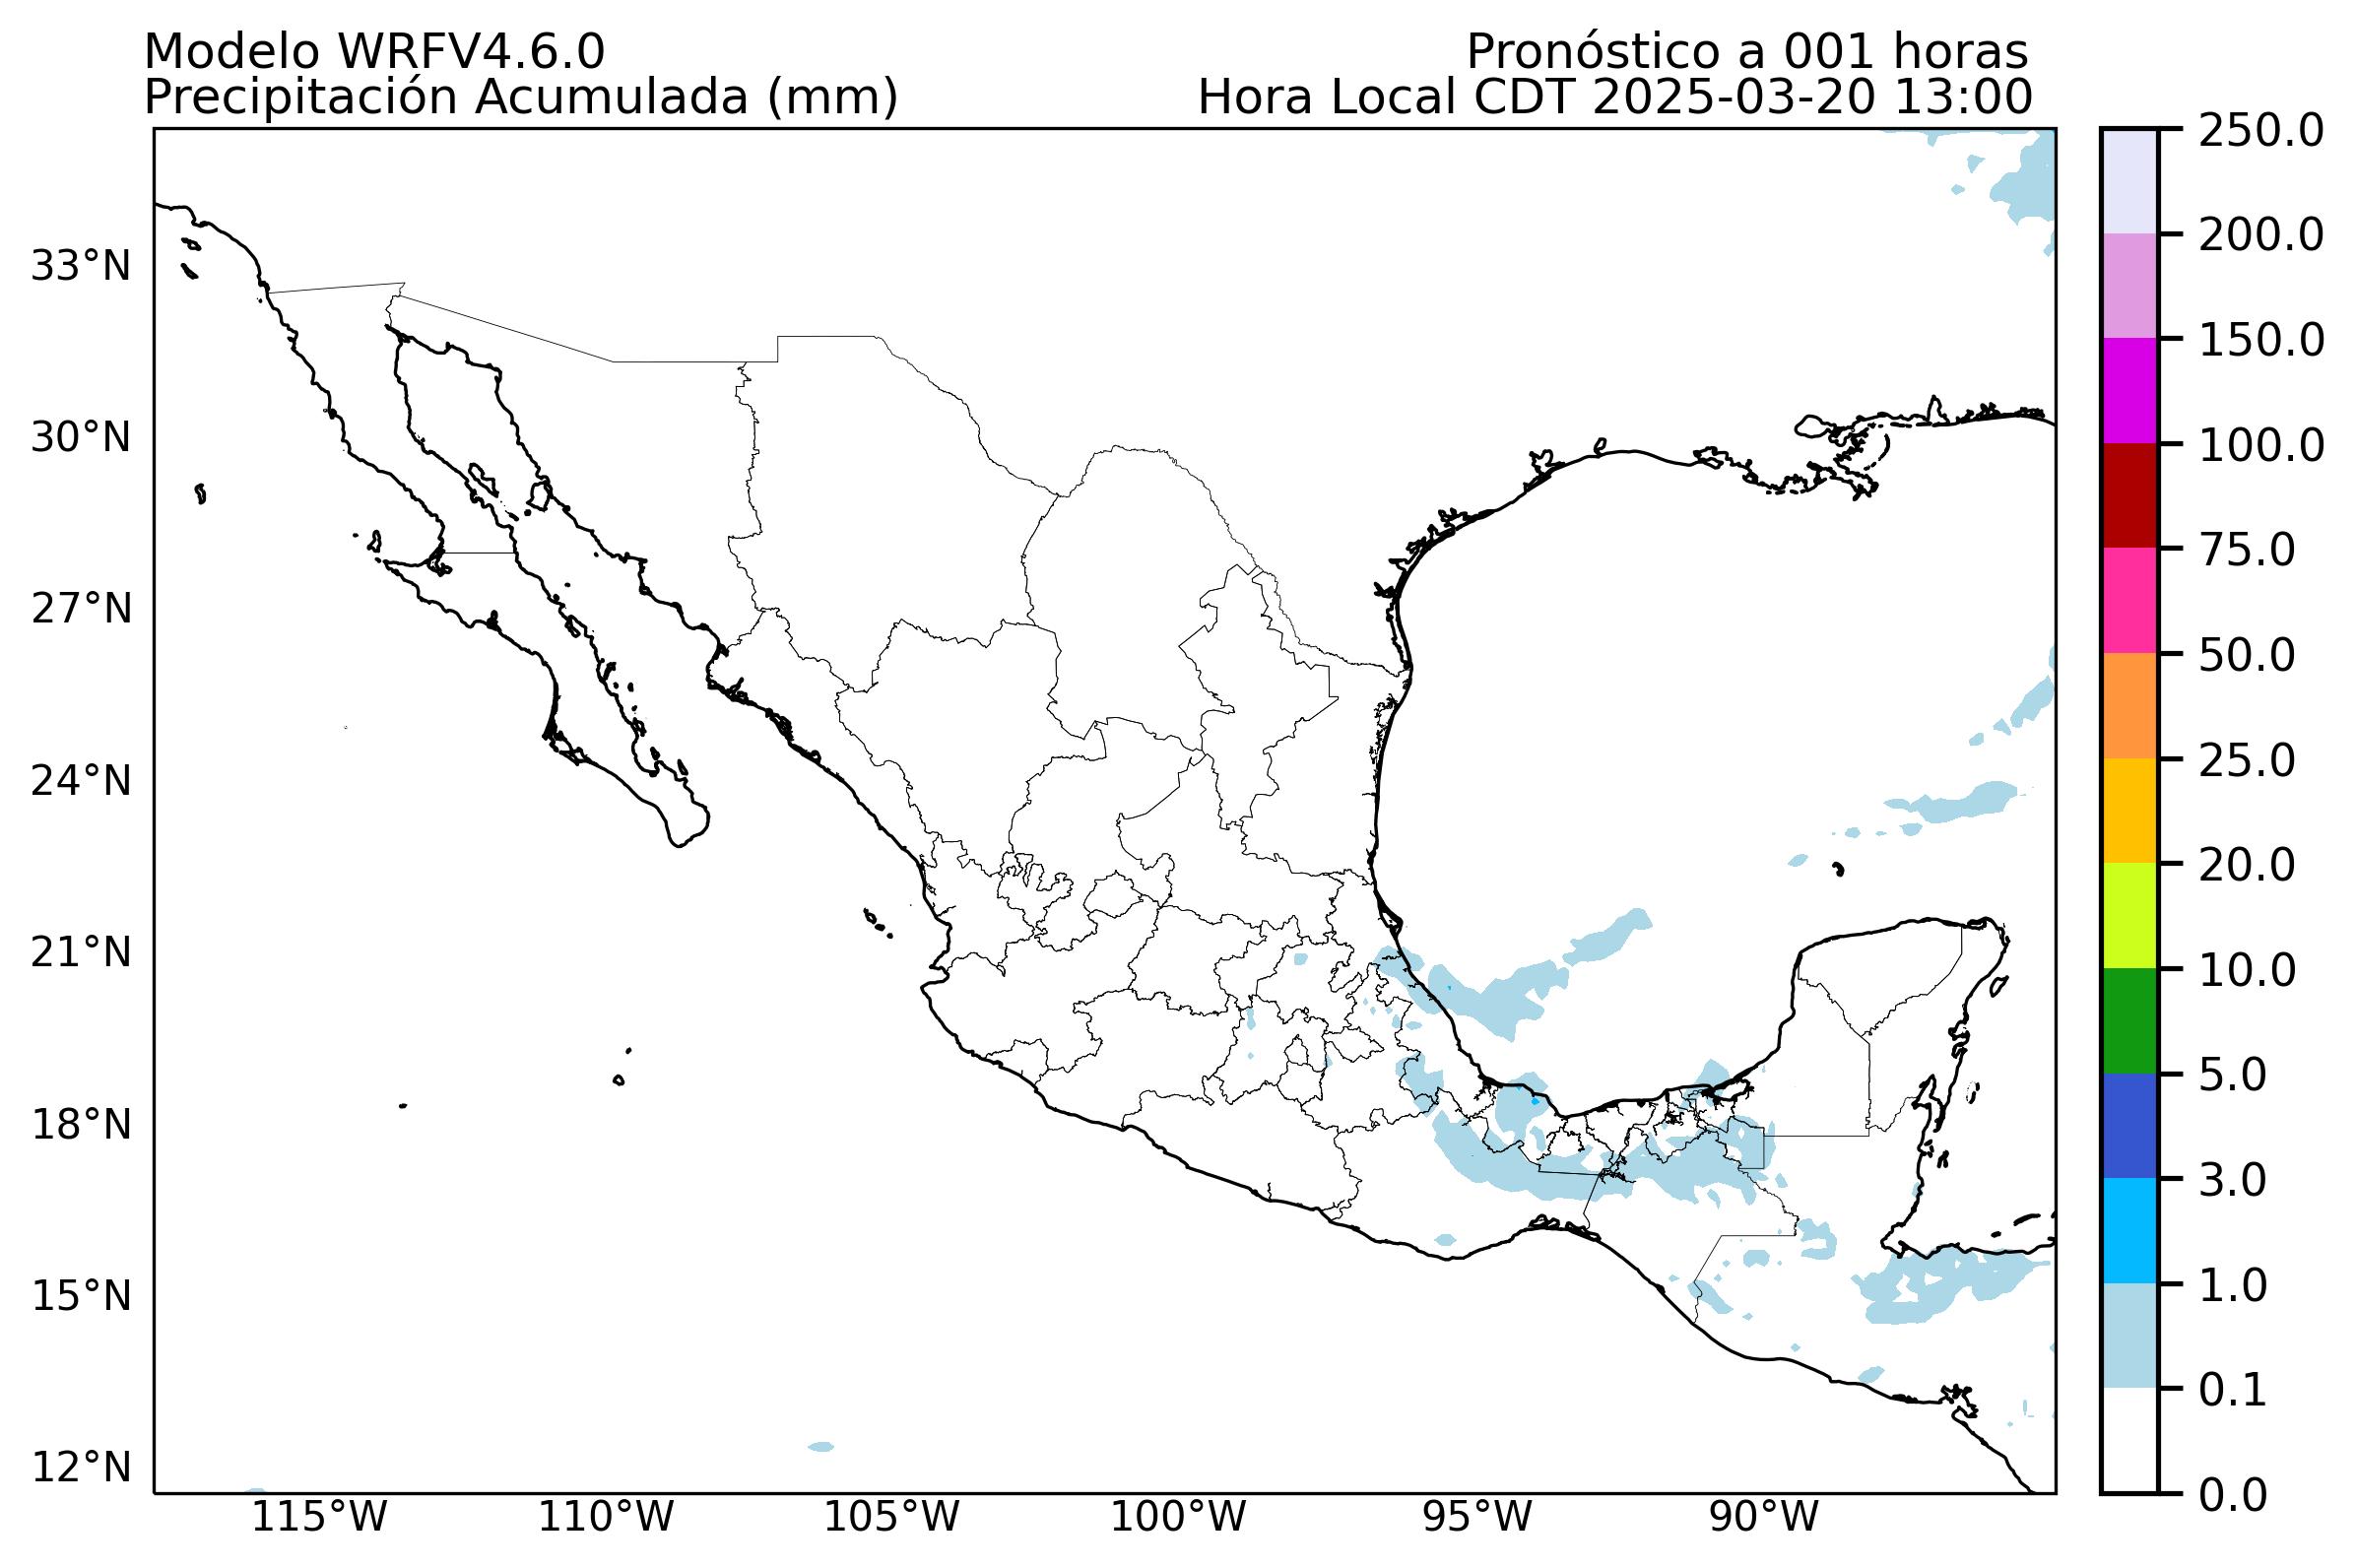 Modelo WRFV4.6.0
Pronóstico a 001 horas
Precipitación Acumulada (mm)
Hora Local CDT 2025-03-20 13:00
33°N
30°N
27°N
24°N
21°N
18°N
15°N
12°N
115°W
110°W
105°W
100°W
95°W
90°W
250.0
200.0
150.0
100.0
75.0
50.0
25.0
20.0
10.0
5.0
3.0
1.0
0.1
0.0